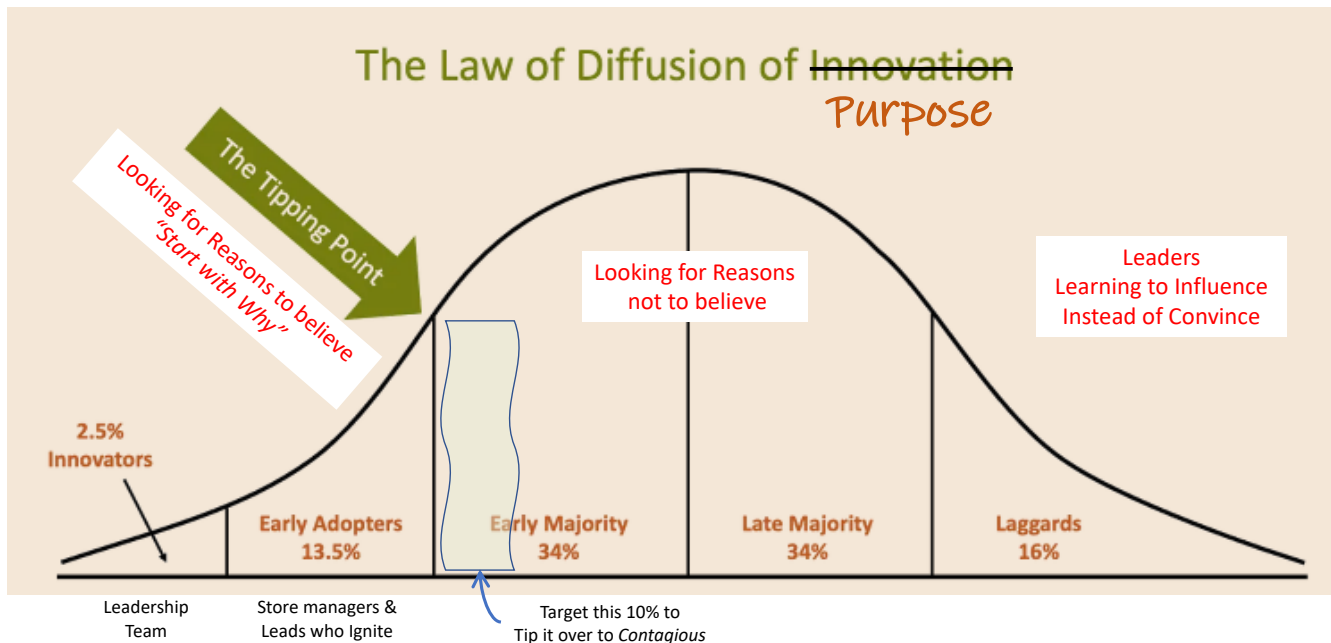 The Law of Diffusion of Innovation
Purpose
The Tipping Point
Looking for Reasons to believe
“Start with Why”
Looking for Reasons
not to believe
Leaders
Learning to Influence
Instead of Convince
2.5%
Innovators
Early Adopters
13.5%
Early Majority
34%
Late Majority
34%
Laggards
16%
Leadership
Team
Store managers &
Leads who Ignite
Target this 10% to
Tip it over to Contagious